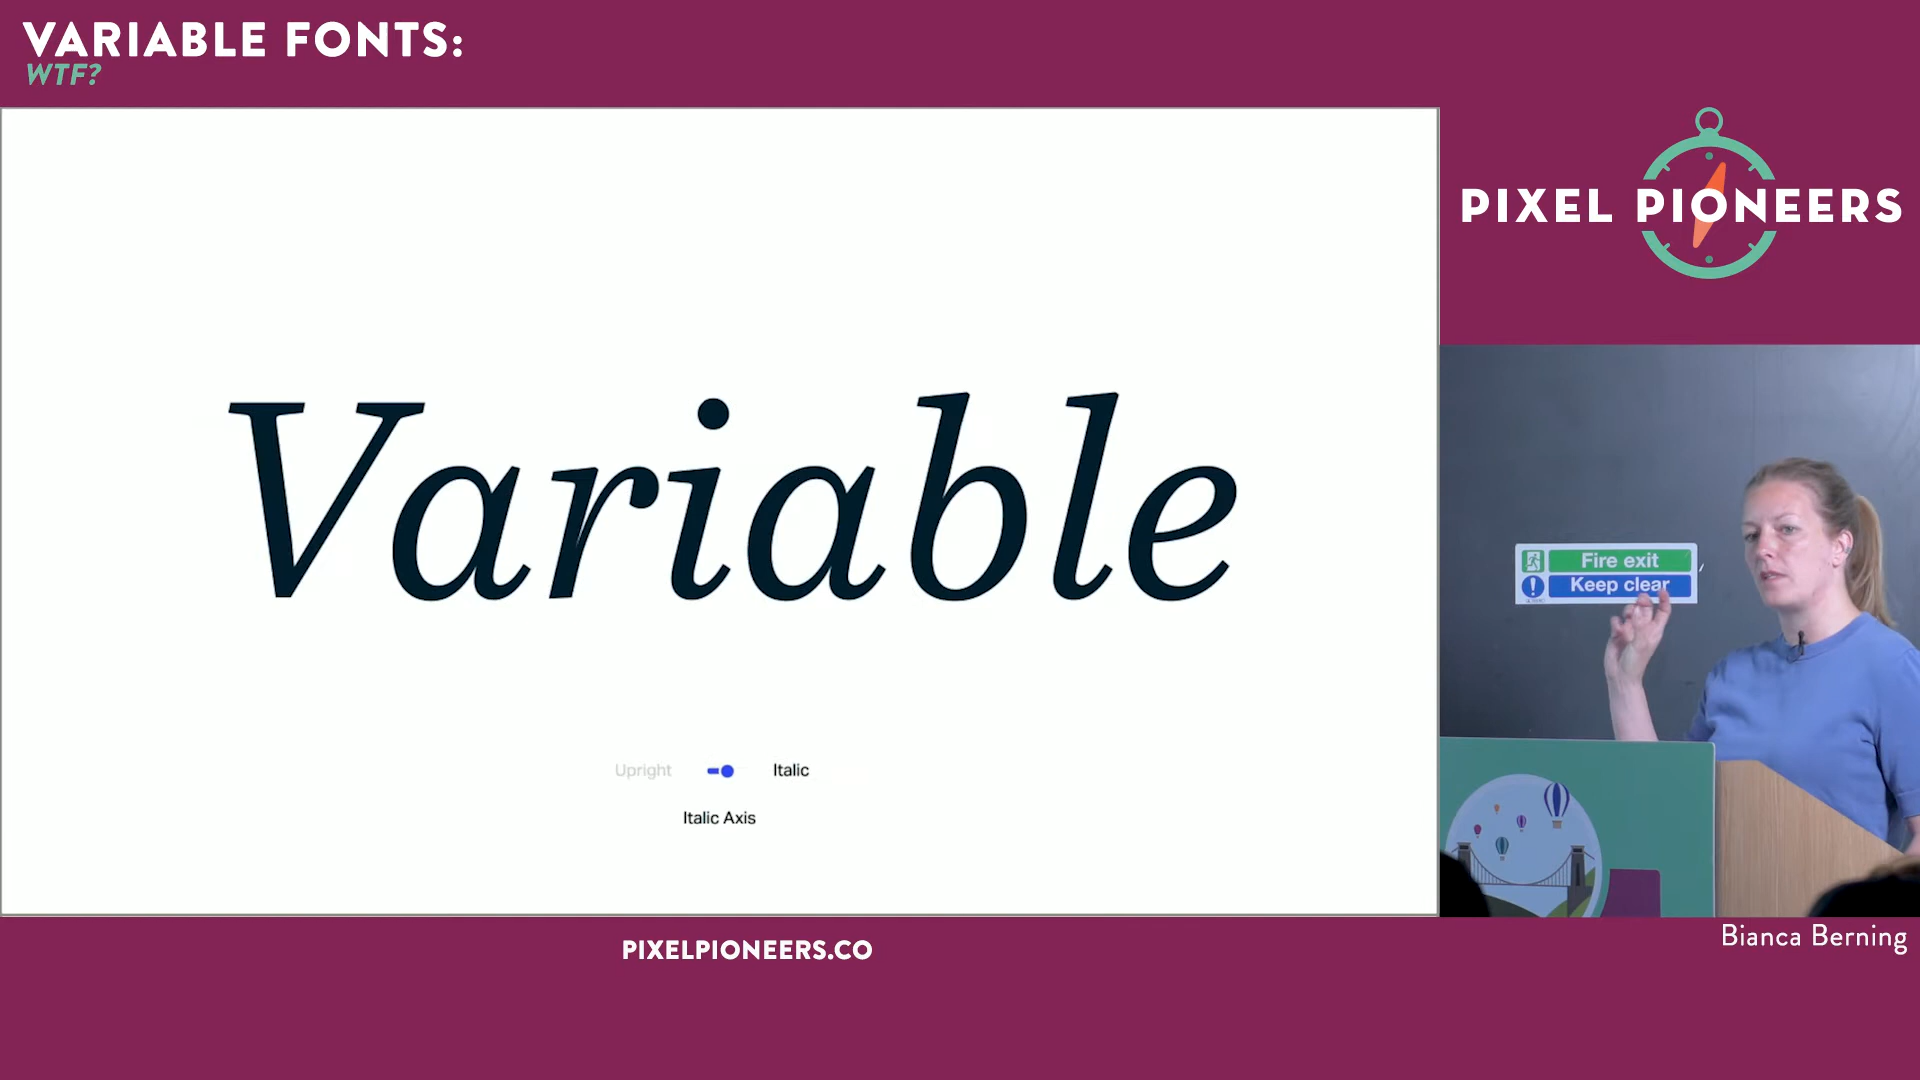 VARIABLE FONTS:
WTF?
PIXEL PIONEERS
Variable
Fire exit
Keep clear
Upright
Italic
Italic Axis
Bianca Berning
PIXELPIONEERS.CO